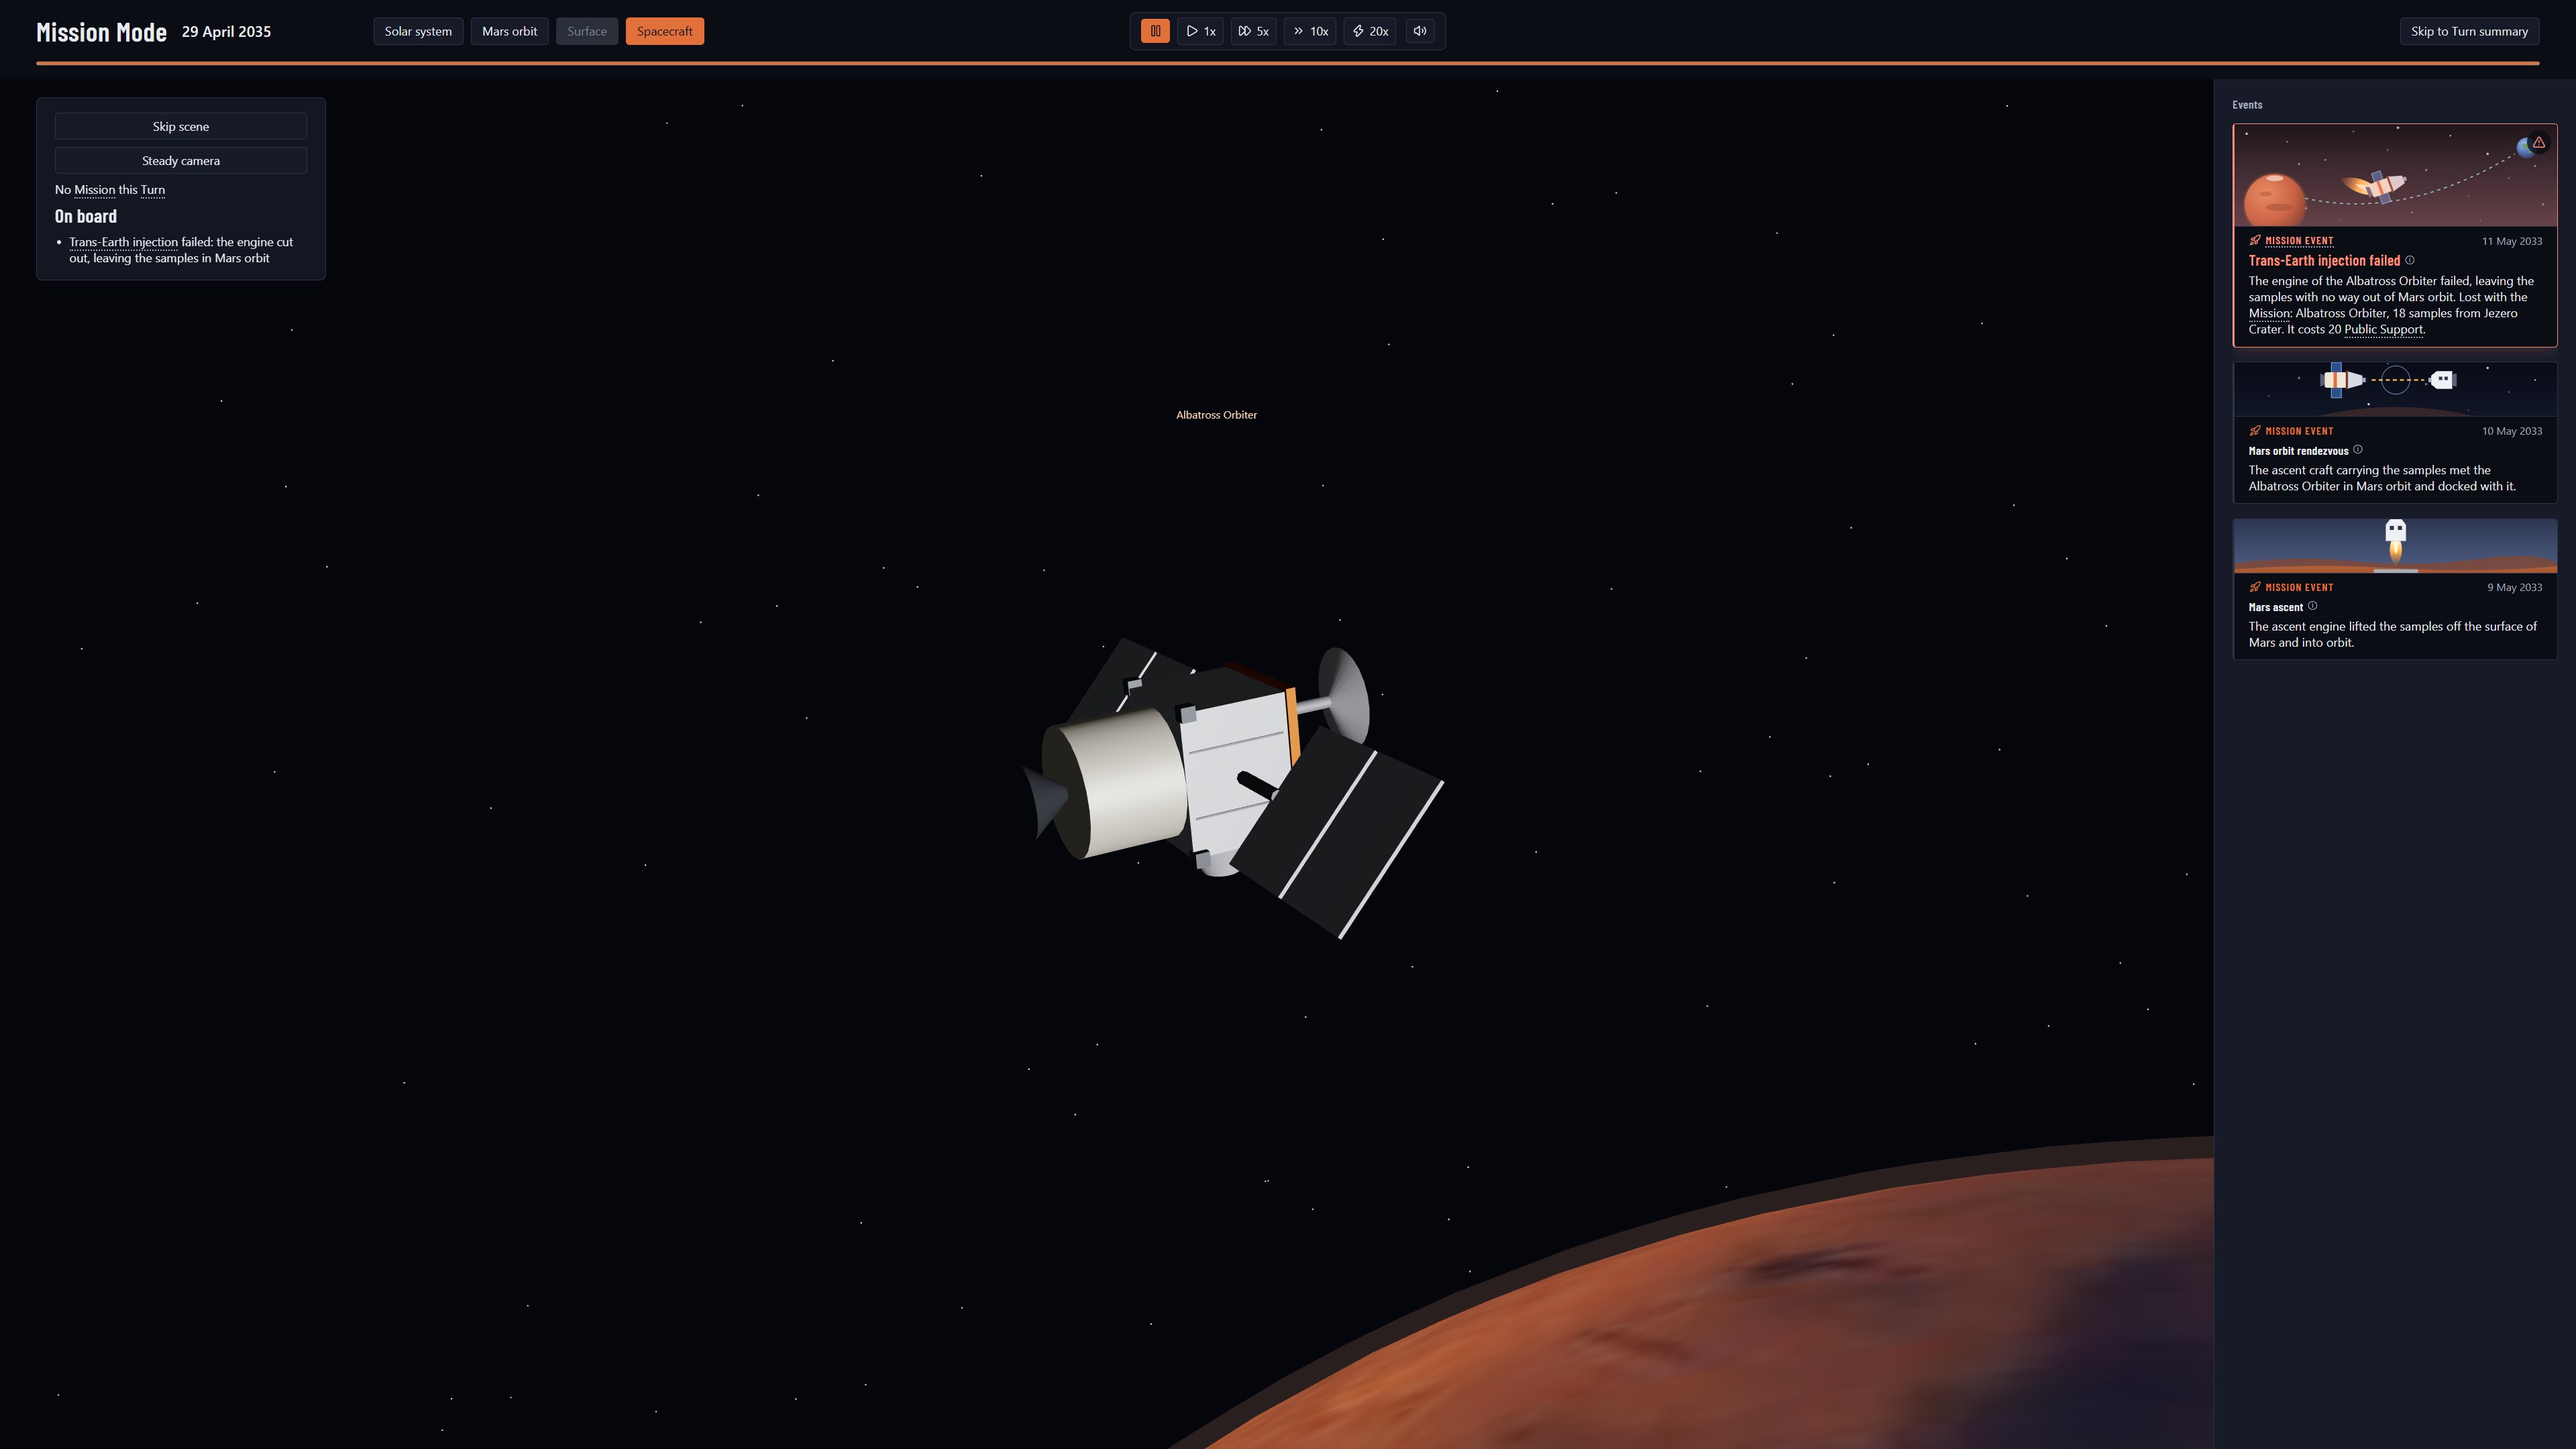 Mission Mode 29 April 2035
Solar system Mars orbit Surface Spacecraft
1x 5x 10x 20x
Skip to Turn summary
Skip scene
Steady camera
No Mission this Turn
On board
• Trans-Earth injection failed: the engine cut
out, leaving the samples in Mars orbit
Albatross Orbiter
Events
MISSION EVENT 11 May 2033
Trans-Earth injection failed
The engine of the Albatross Orbiter failed, leaving the
samples with no way out of Mars orbit. Lost with the
Mission: Albatross Orbiter, 18 samples from Jezero
Crater. It costs 20 Public Support.
MISSION EVENT 10 May 2033
Mars orbit rendezvous
The ascent craft carrying the samples met the
Albatross Orbiter in Mars orbit and docked with it.
MISSION EVENT 9 May 2033
Mars ascent
The ascent engine lifted the samples off the surface of
Mars and into orbit.